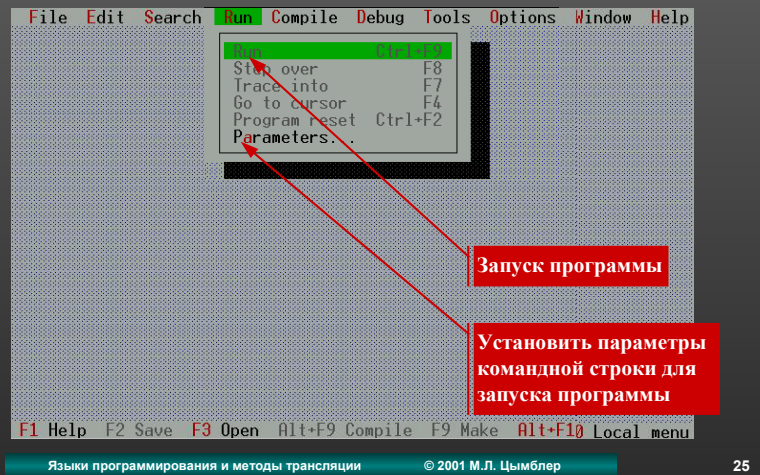 File Edit Search Run Compile Debug Tools Options Window Help
Run Ctrl+F9
Step over F8
Trace into F7
Go to cursor F4
Program reset Ctrl+F2
Parameters...
Запуск программы
Установить параметры
командной строки для
запуска программы
F1 Help F2 Save F3 Open Alt+F9 Compile F9 Make Alt+F10 Local menu
Языки программирования и методы трансляции © 2001 М.Л. Цымблер 25